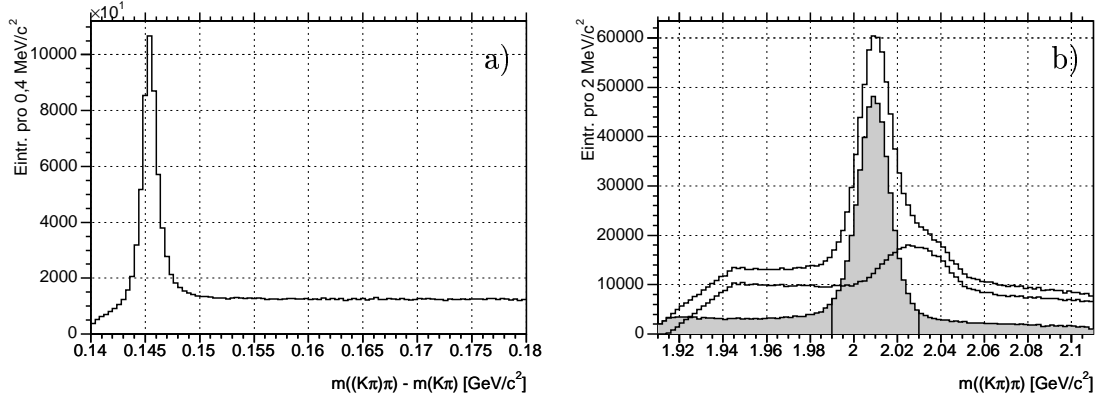 ×10¹
a)
Eintr. pro 0,4 MeV/c²
10000
8000
6000
4000
2000
0
0.14 0.145 0.15 0.155 0.16 0.165 0.17 0.175 0.18
m((Kπ)π) - m(Kπ) [GeV/c²]
b)
Eintr. pro 2 MeV/c²
60000
50000
40000
30000
20000
10000
0
1.92 1.94 1.96 1.98 2 2.02 2.04 2.06 2.08 2.1
m((Kπ)π) [GeV/c²]